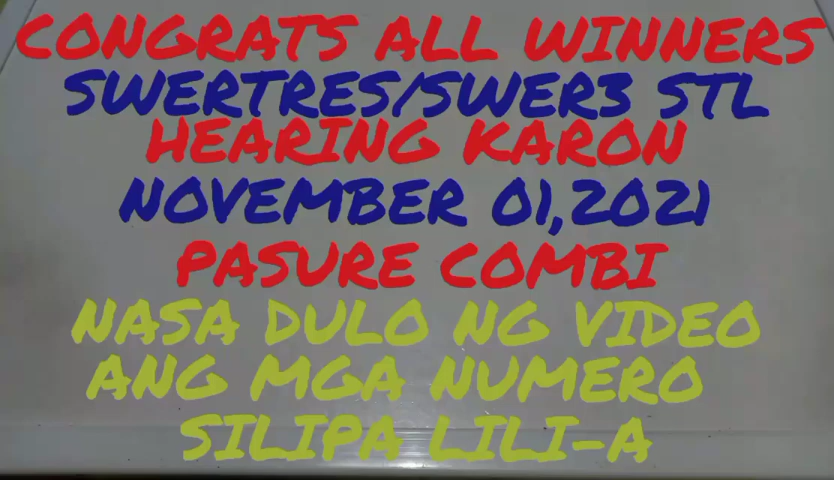 CONGRATS ALL WINNERS
SWERTRES/SWER3 STL
HEARING KARON
NOVEMBER 01,2021
PASURE COMBI
NASA DULO NG VIDEO
ANG MGA NUMERO
SILIPA LILI-A